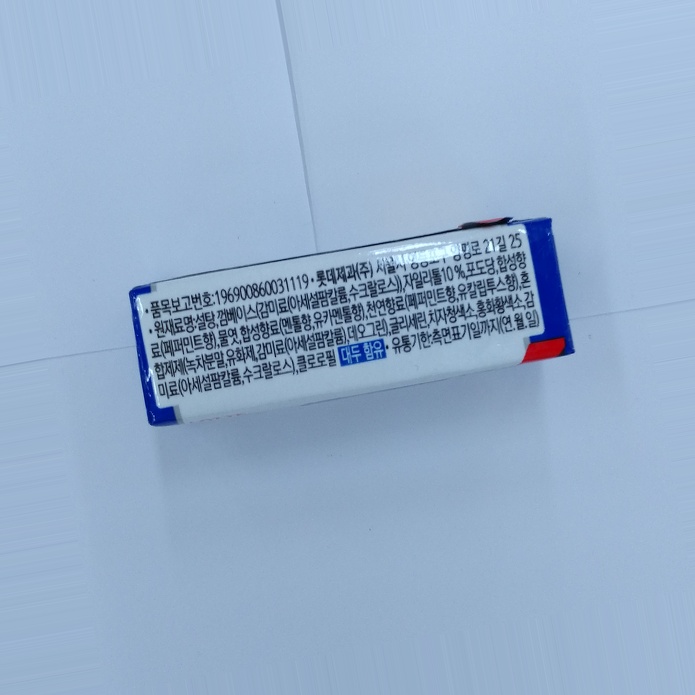 •품목보고번호:196900860031119•롯데제과(주) 서울시 영등포구 양평로 21길 25
•원재료명:설탕,껌베이스(감미료(아세설팜칼륨,수크랄로스)),자일리톨10%,포도당,합성향
료(페퍼민트향),물엿,합성향료(멘톨향,유카멘톨향),천연향료(페퍼민트향,유칼립투스향),혼
합제제(녹차분말,유화제,감미료(아세설팜칼륨)데오그린),글리세린,치자청색소,홍화황색소,감
미료(아세설팜칼륨,수크랄로스),클로로필 대두 함유•유통기한:측면표기일까지(연,월,일)